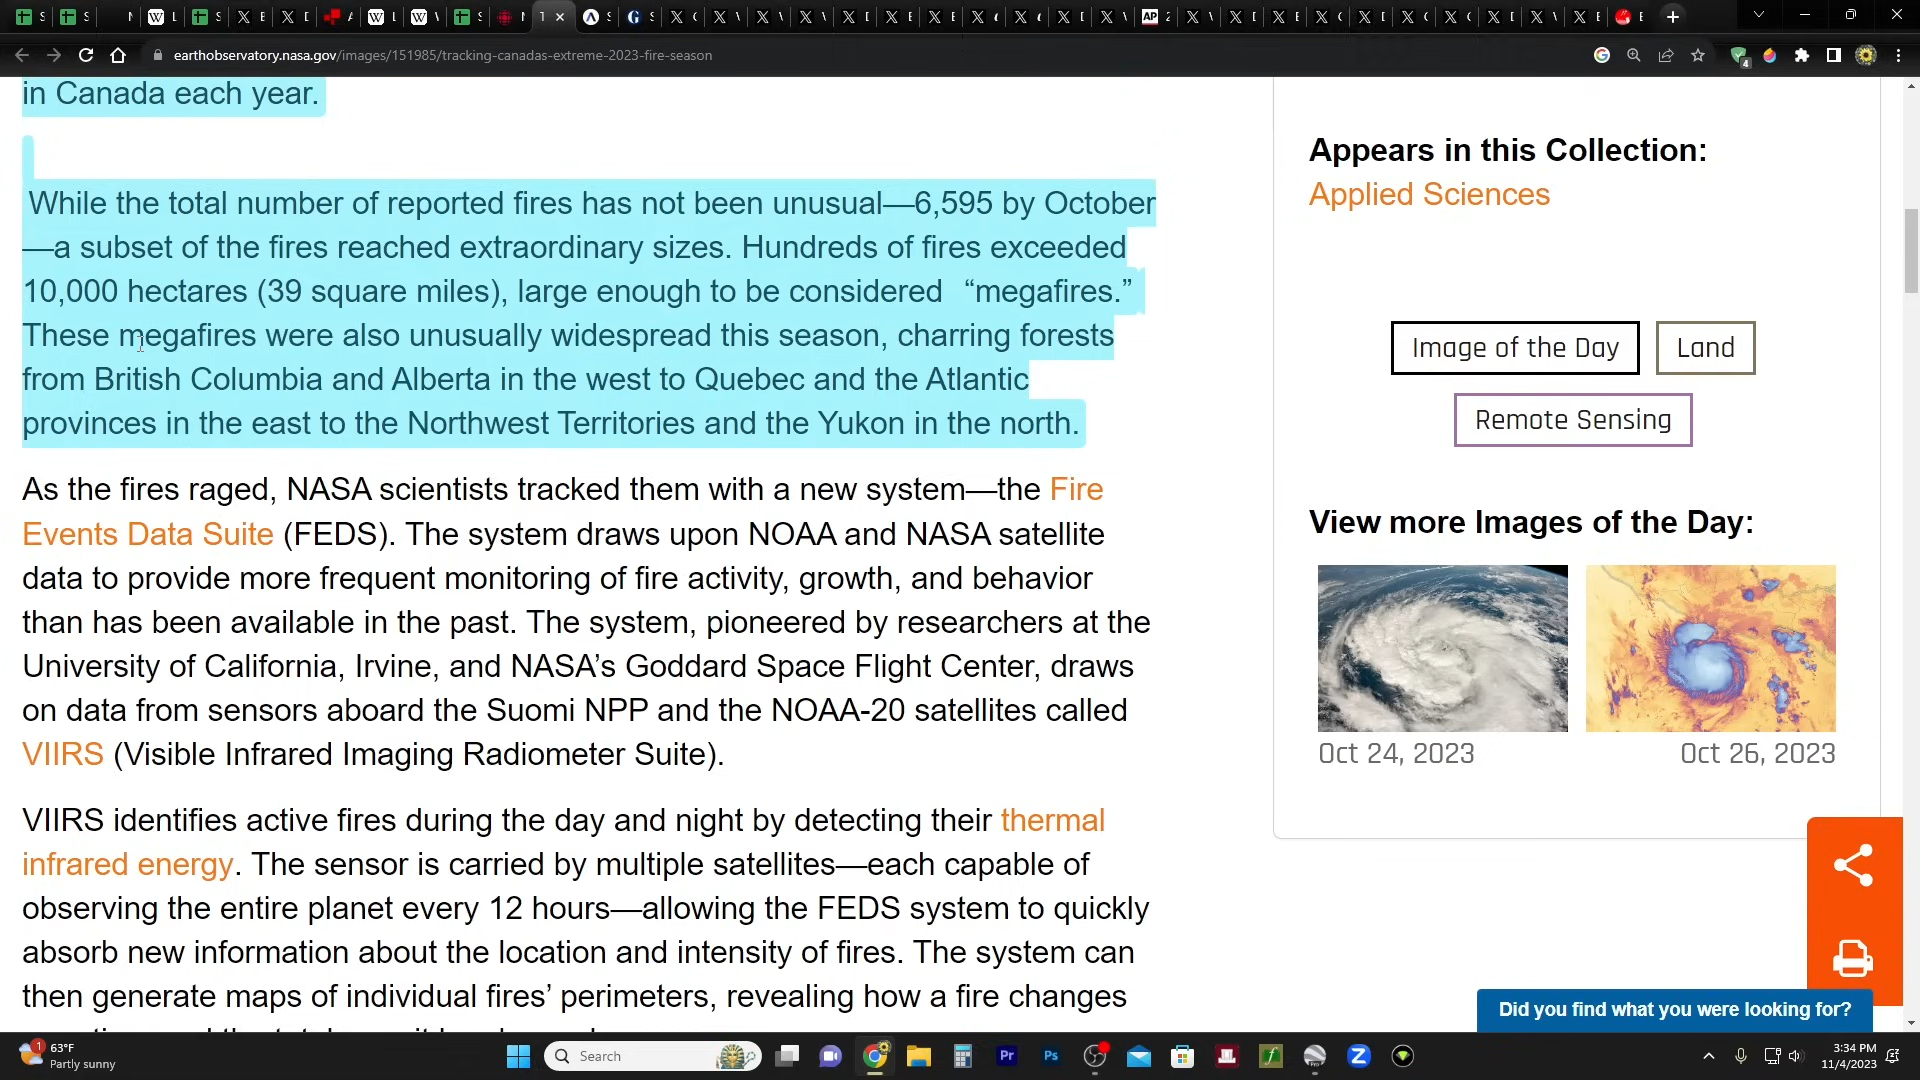 earthobservatory.nasa.gov/images/151985/tracking-canadas-extreme-2023-fire-season
in Canada each year.
While the total number of reported fires has not been unusual—6,595 by October
—a subset of the fires reached extraordinary sizes. Hundreds of fires exceeded
10,000 hectares (39 square miles), large enough to be considered “megafires.”
These megafires were also unusually widespread this season, charring forests
from British Columbia and Alberta in the west to Quebec and the Atlantic
provinces in the east to the Northwest Territories and the Yukon in the north.
As the fires raged, NASA scientists tracked them with a new system—the Fire
Events Data Suite (FEDS). The system draws upon NOAA and NASA satellite
data to provide more frequent monitoring of fire activity, growth, and behavior
than has been available in the past. The system, pioneered by researchers at the
University of California, Irvine, and NASA’s Goddard Space Flight Center, draws
on data from sensors aboard the Suomi NPP and the NOAA-20 satellites called
VIIRS (Visible Infrared Imaging Radiometer Suite).
VIIRS identifies active fires during the day and night by detecting their thermal
infrared energy. The sensor is carried by multiple satellites—each capable of
observing the entire planet every 12 hours—allowing the FEDS system to quickly
absorb new information about the location and intensity of fires. The system can
then generate maps of individual fires’ perimeters, revealing how a fire changes
Appears in this Collection:
Applied Sciences
Image of the Day
Land
Remote Sensing
View more Images of the Day:
Oct 24, 2023
Oct 26, 2023
Did you find what you were looking for?
1
63°F
Partly sunny
Search
Pr
Ps
3:34 PM
11/4/2023